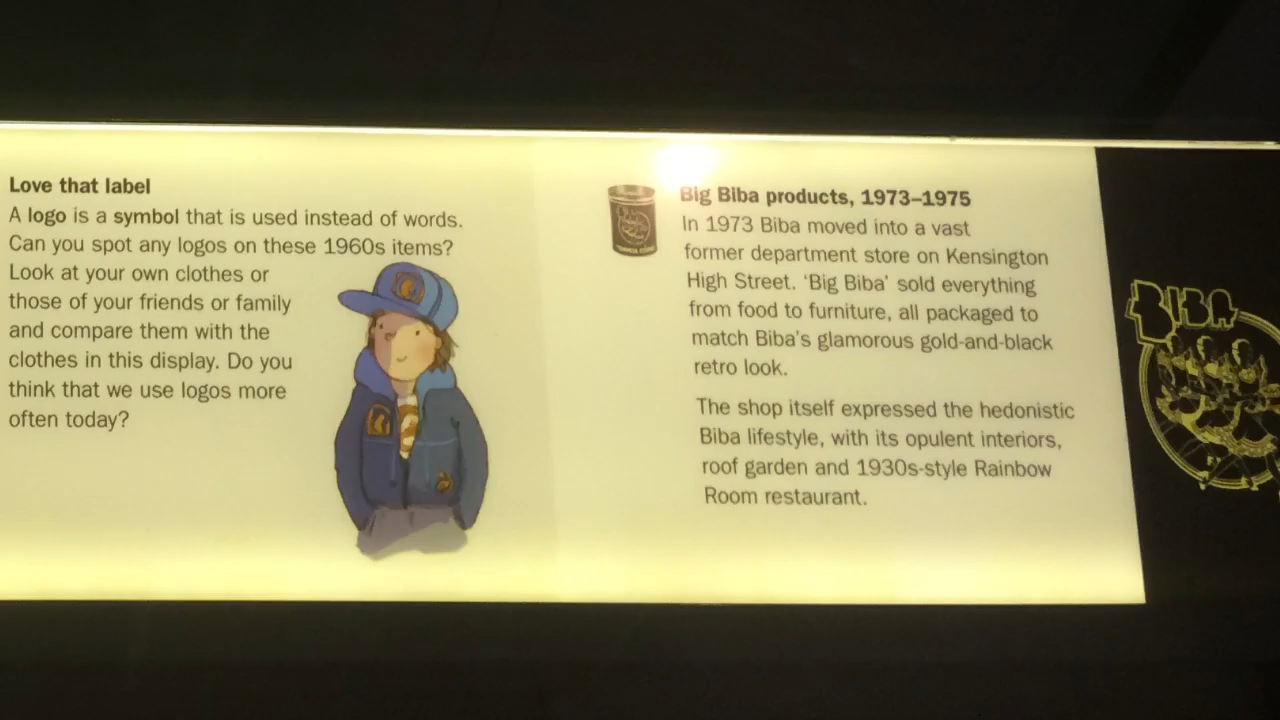 Love that label
A logo is a symbol that is used instead of words.
Can you spot any logos on these 1960s items?
Look at your own clothes or
those of your friends or family
and compare them with the
clothes in this display. Do you
think that we use logos more
often today?
Big Biba products, 1973–1975
In 1973 Biba moved into a vast
former department store on Kensington
High Street. ‘Big Biba’ sold everything
from food to furniture, all packaged to
match Biba’s glamorous gold-and-black
retro look.
The shop itself expressed the hedonistic
Biba lifestyle, with its opulent interiors,
roof garden and 1930s-style Rainbow
Room restaurant.
BIBA